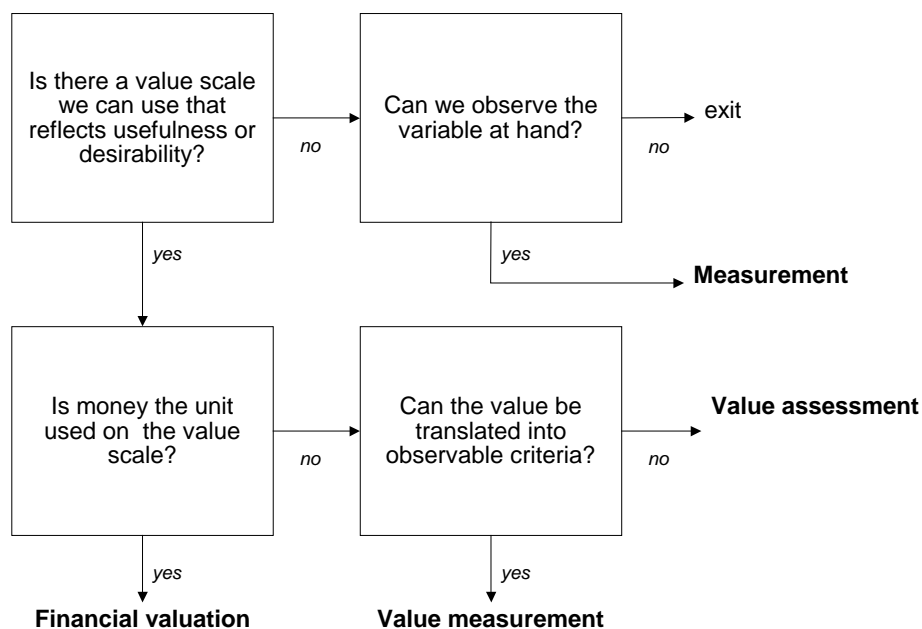 Is there a value scale
we can use that
reflects usefulness or
desirability?
no
Can we observe the
variable at hand?
no
exit
yes
yes
Measurement
Is money the unit
used on the value
scale?
no
Can the value be
translated into
observable criteria?
no
Value assessment
yes
yes
Financial valuation
Value measurement